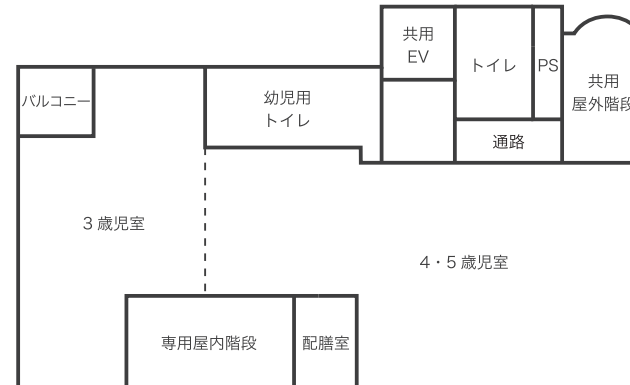 共用
EV
トイレ
PS
共用
屋外階段
バルコニー
幼児用
トイレ
通路
3歳児室
4・5歳児室
専用屋内階段
配膳室